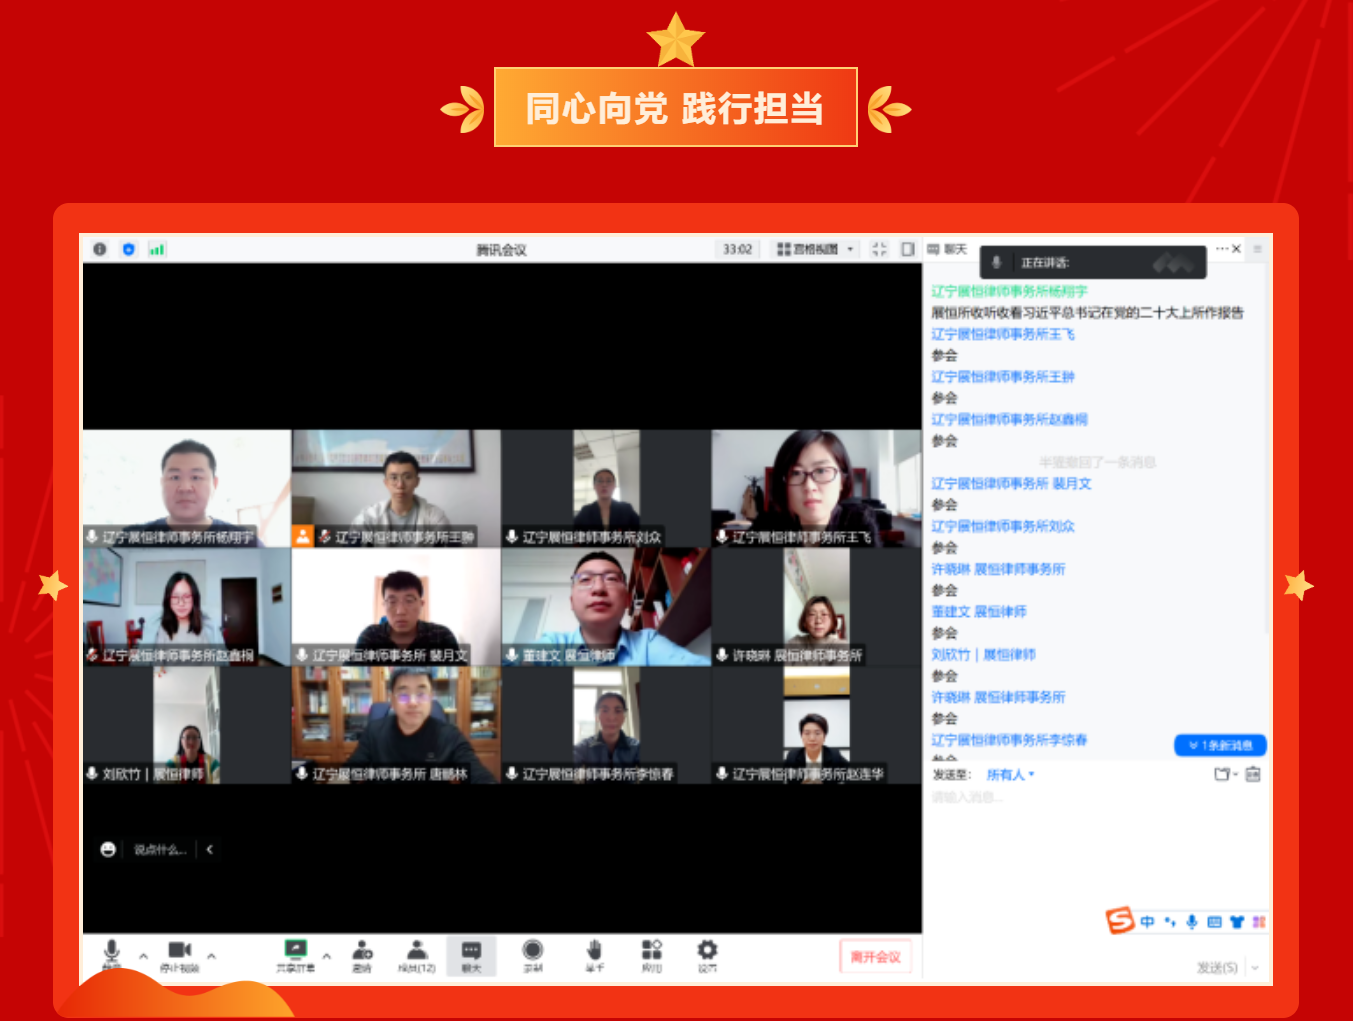 同心向党 践行担当
腾讯会议
33:02
宫格视图
聊天
正在讲话:
辽宁展恒律师事务所杨翔宇
展恒所收听收看习近平总书记在党的二十大上所作报告
辽宁展恒律师事务所王飞
参会
辽宁展恒律师事务所王翀
参会
辽宁展恒律师事务所赵鑫桐
参会
半醒撤回了一条消息
辽宁展恒律师事务所 裴月文
参会
辽宁展恒律师事务所刘众
参会
许晓琳 展恒律师事务所
参会
董建文 展恒律师
参会
刘欣竹 | 展恒律师
参会
许晓琳 展恒律师事务所
参会
辽宁展恒律师事务所李惊春
参会
1条新消息
发送至: 所有人
请输入消息...
辽宁展恒律师事务所杨翔宇
辽宁展恒律师事务所王翀
辽宁展恒律师事务所刘众
辽宁展恒律师事务所王飞
辽宁展恒律师事务所赵鑫桐
辽宁展恒律师事务所 裴月文
董建文 展恒律师
许晓琳 展恒律师事务所
刘欣竹 | 展恒律师
辽宁展恒律师事务所
辽宁展恒律师事务所李惊春
辽宁展恒律师事务所赵连华
说点什么...
S 中
停止视频
共享屏幕
邀请
成员(12)
聊天
录制
举手
应用
设置
离开会议
发送(S)